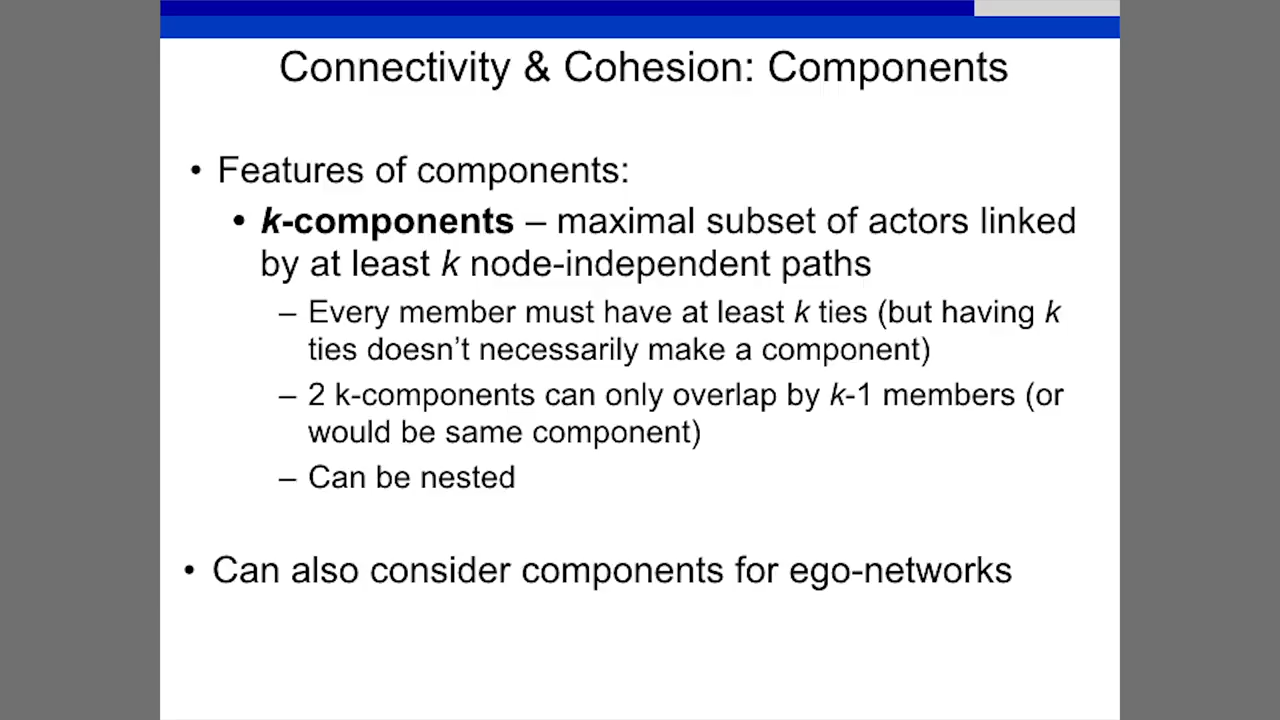 Connectivity & Cohesion: Components
• Features of components:
• k-components – maximal subset of actors linked
by at least k node-independent paths
– Every member must have at least k ties (but having k
ties doesn't necessarily make a component)
– 2 k-components can only overlap by k-1 members (or
would be same component)
– Can be nested
• Can also consider components for ego-networks